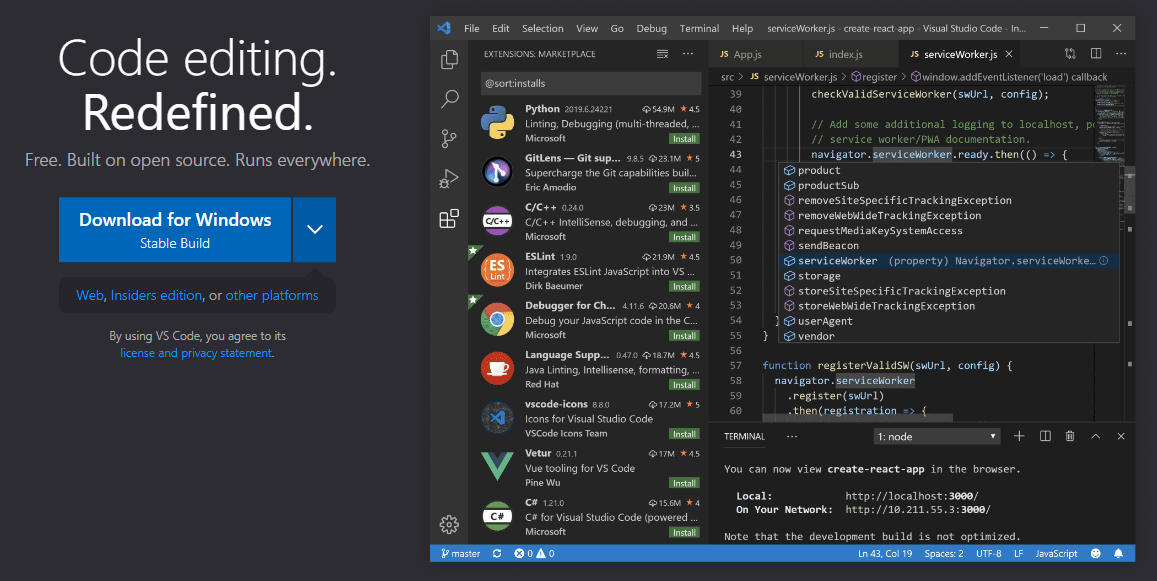 Code editing.
Redefined.
Free. Built on open source. Runs everywhere.
Download for Windows
Stable Build
Web, Insiders edition, or other platforms
By using VS Code, you agree to its
license and privacy statement.
File Edit Selection View Go Debug Terminal Help serviceWorker.js - create-react-app - Visual Studio Code - In...
EXTENSIONS: MARKETPLACE
@sort:installs
Python 2019.6.24221 54.9M 4.5
Linting, Debugging (multi-threaded, ...
Microsoft Install
GitLens — Git sup... 9.8.5 23.1M 5
Supercharge the Git capabilities buil...
Eric Amodio Install
C/C++
C/C++ 0.24.0 23M 3.5
C/C++ IntelliSense, debugging, and ...
Microsoft Install
ES
Lint
ESLint 1.9.0 21.9M 4.5
Integrates ESLint JavaScript into VS ...
Dirk Baeumer Install
Debugger for Ch... 4.11.6 20.6M 4
Debug your JavaScript code in the C...
Microsoft Install
Language Supp... 0.47.0 18.7M 4.5
Java Linting, Intellisense, formatting, ...
Red Hat Install
vscode-icons 8.8.0 17.2M 5
Icons for Visual Studio Code
VSCode Icons Team Install
Vetur 0.21.1 17M 4.5
Vue tooling for VS Code
Pine Wu Install
C#
C# 1.21.0 15.6M 4
C# for Visual Studio Code (powered ...
Microsoft Install
JS App.js JS index.js JS serviceWorker.js
src > JS serviceWorker.js > register > window.addEventListener('load') callback
39 checkValidServiceWorker(swUrl, config);
40
41 // Add some additional logging to localhost, po
42 // service worker/PWA documentation.
43 navigator.serviceWorker.ready.then(() => {
44 product
45 productSub
46 removeSiteSpecificTrackingException
47 removeWebWideTrackingException
48 requestMediaKeySystemAccess
49 sendBeacon
50 serviceWorker (property) Navigator.serviceWorke...
51 storage
52 storeSiteSpecificTrackingException
53 storeWebWideTrackingException
54 } userAgent
55 } vendor
56
57 function registerValidSW(swUrl, config) {
58 navigator.serviceWorker
59 .register(swUrl)
60 .then(registration => {
TERMINAL ... 1: node
You can now view create-react-app in the browser.
Local: http://localhost:3000/
On Your Network: http://10.211.55.3:3000/
Note that the development build is not optimized.
master 0 0 Ln 43, Col 19 Spaces: 2 UTF-8 LF JavaScript